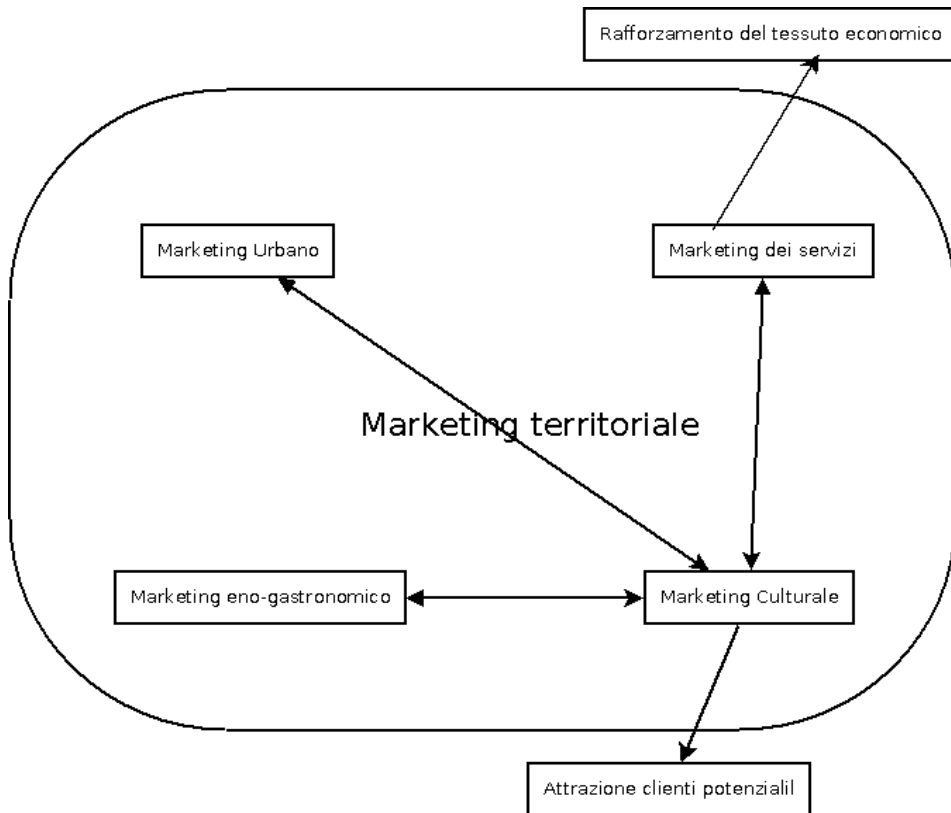 Rafforzamento del tessuto economico
Marketing Urbano
Marketing dei servizi
Marketing territoriale
Marketing eno-gastronomico
Marketing Culturale
Attrazione clienti potenzialil